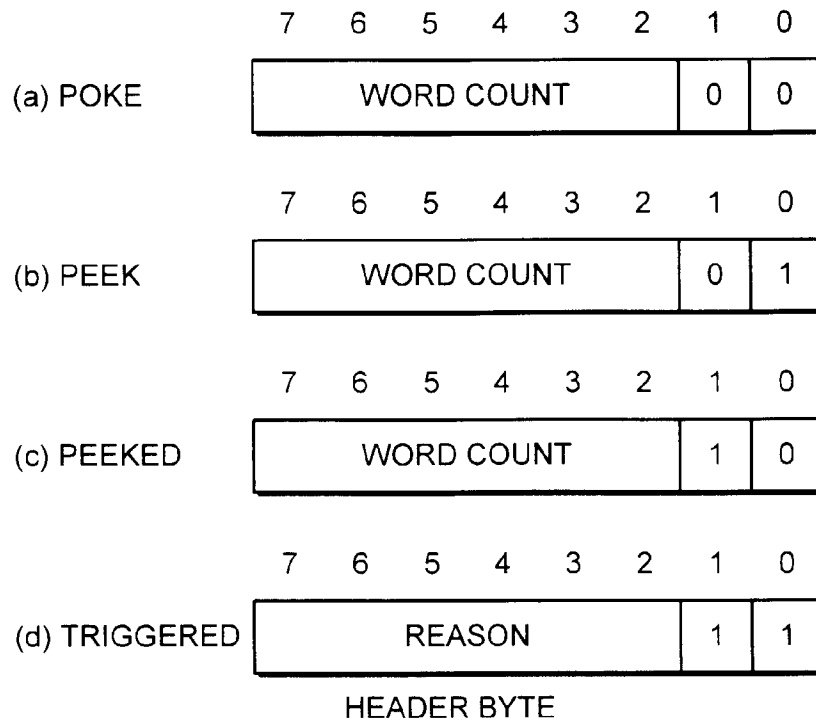 7 6 5 4 3 2 1 0
(a) POKE WORD COUNT 0 0
7 6 5 4 3 2 1 0
(b) PEEK WORD COUNT 0 1
7 6 5 4 3 2 1 0
(c) PEEKED WORD COUNT 1 0
7 6 5 4 3 2 1 0
(d) TRIGGERED REASON 1 1
HEADER BYTE